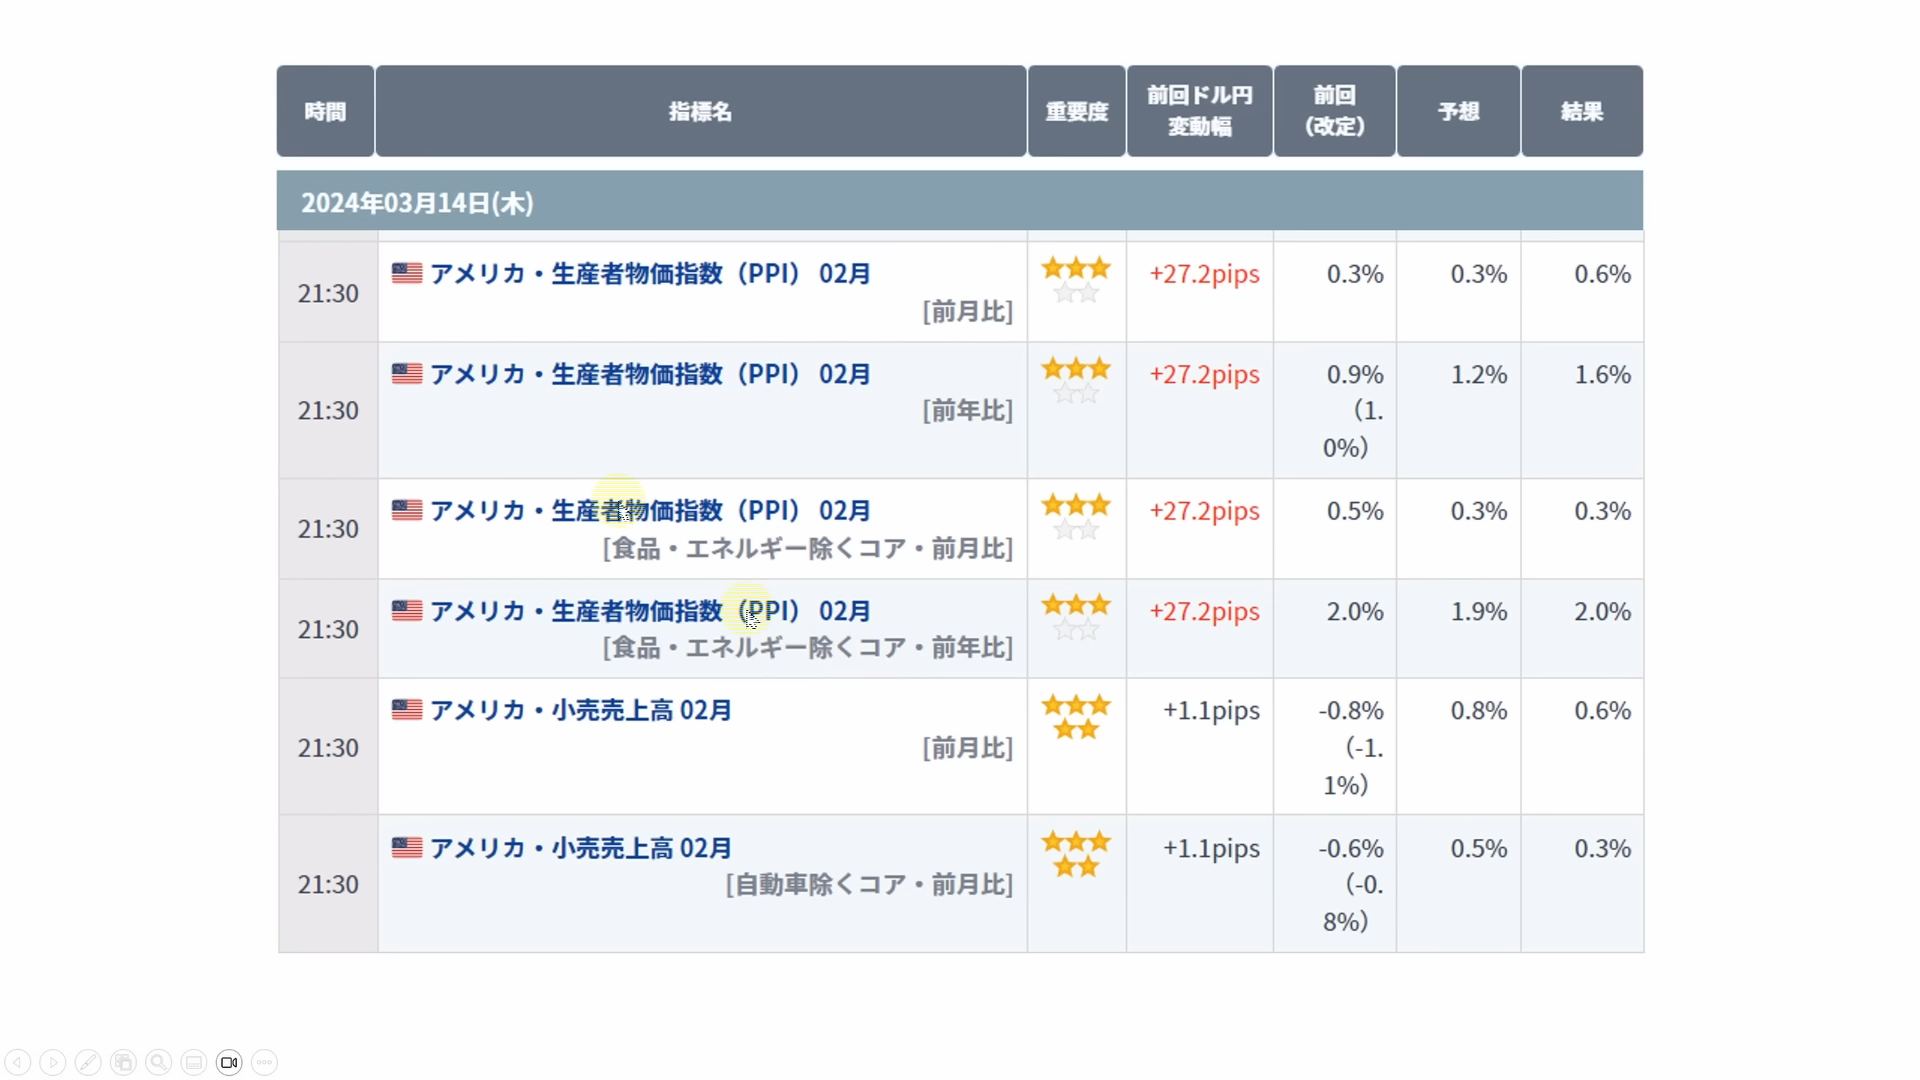 時間 指標名 重要度 前回ドル円 変動幅 前回 (改定) 予想 結果
2024年03月14日(木)
21:30 アメリカ・生産者物価指数（PPI） 02月 +27.2pips 0.3% 0.3% 0.6%
[前月比]
21:30 アメリカ・生産者物価指数（PPI） 02月 +27.2pips 0.9% 1.2% 1.6%
[前年比] （1.
0%）
21:30 アメリカ・生産者物価指数（PPI） 02月 +27.2pips 0.5% 0.3% 0.3%
[食品・エネルギー除くコア・前月比]
21:30 アメリカ・生産者物価指数（PPI） 02月 +27.2pips 2.0% 1.9% 2.0%
[食品・エネルギー除くコア・前年比]
21:30 アメリカ・小売売上高 02月 +1.1pips -0.8% 0.8% 0.6%
[前月比] （-1.
1%）
21:30 アメリカ・小売売上高 02月 +1.1pips -0.6% 0.5% 0.3%
[自動車除くコア・前月比] （-0.
8%）